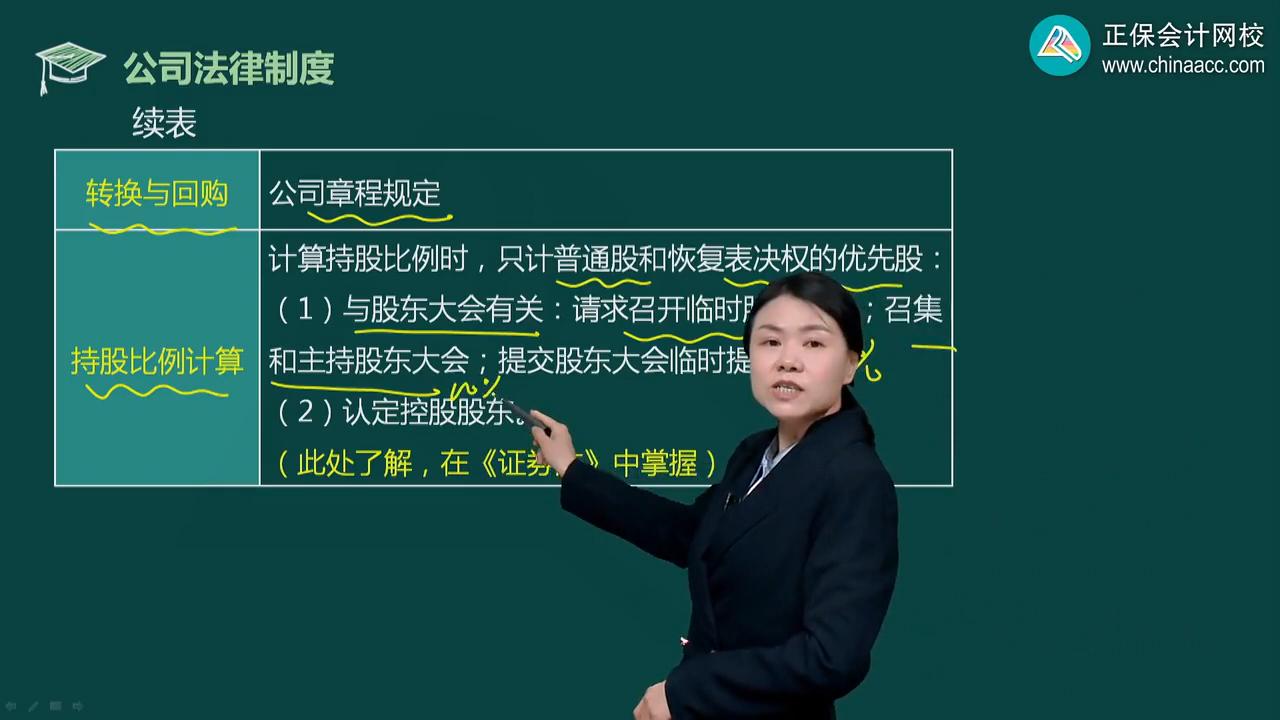 正保会计网校
www.chinaacc.com
公司法律制度
续表
转换与回购
公司章程规定
持股比例计算
计算持股比例时，只计普通股和恢复表决权的优先股：
（1）与股东大会有关：请求召开临时；召集
和主持股东大会；提交股东大会临时提
%
10%
（2）认定控股股东。
（此处了解，在《证券》中掌握）